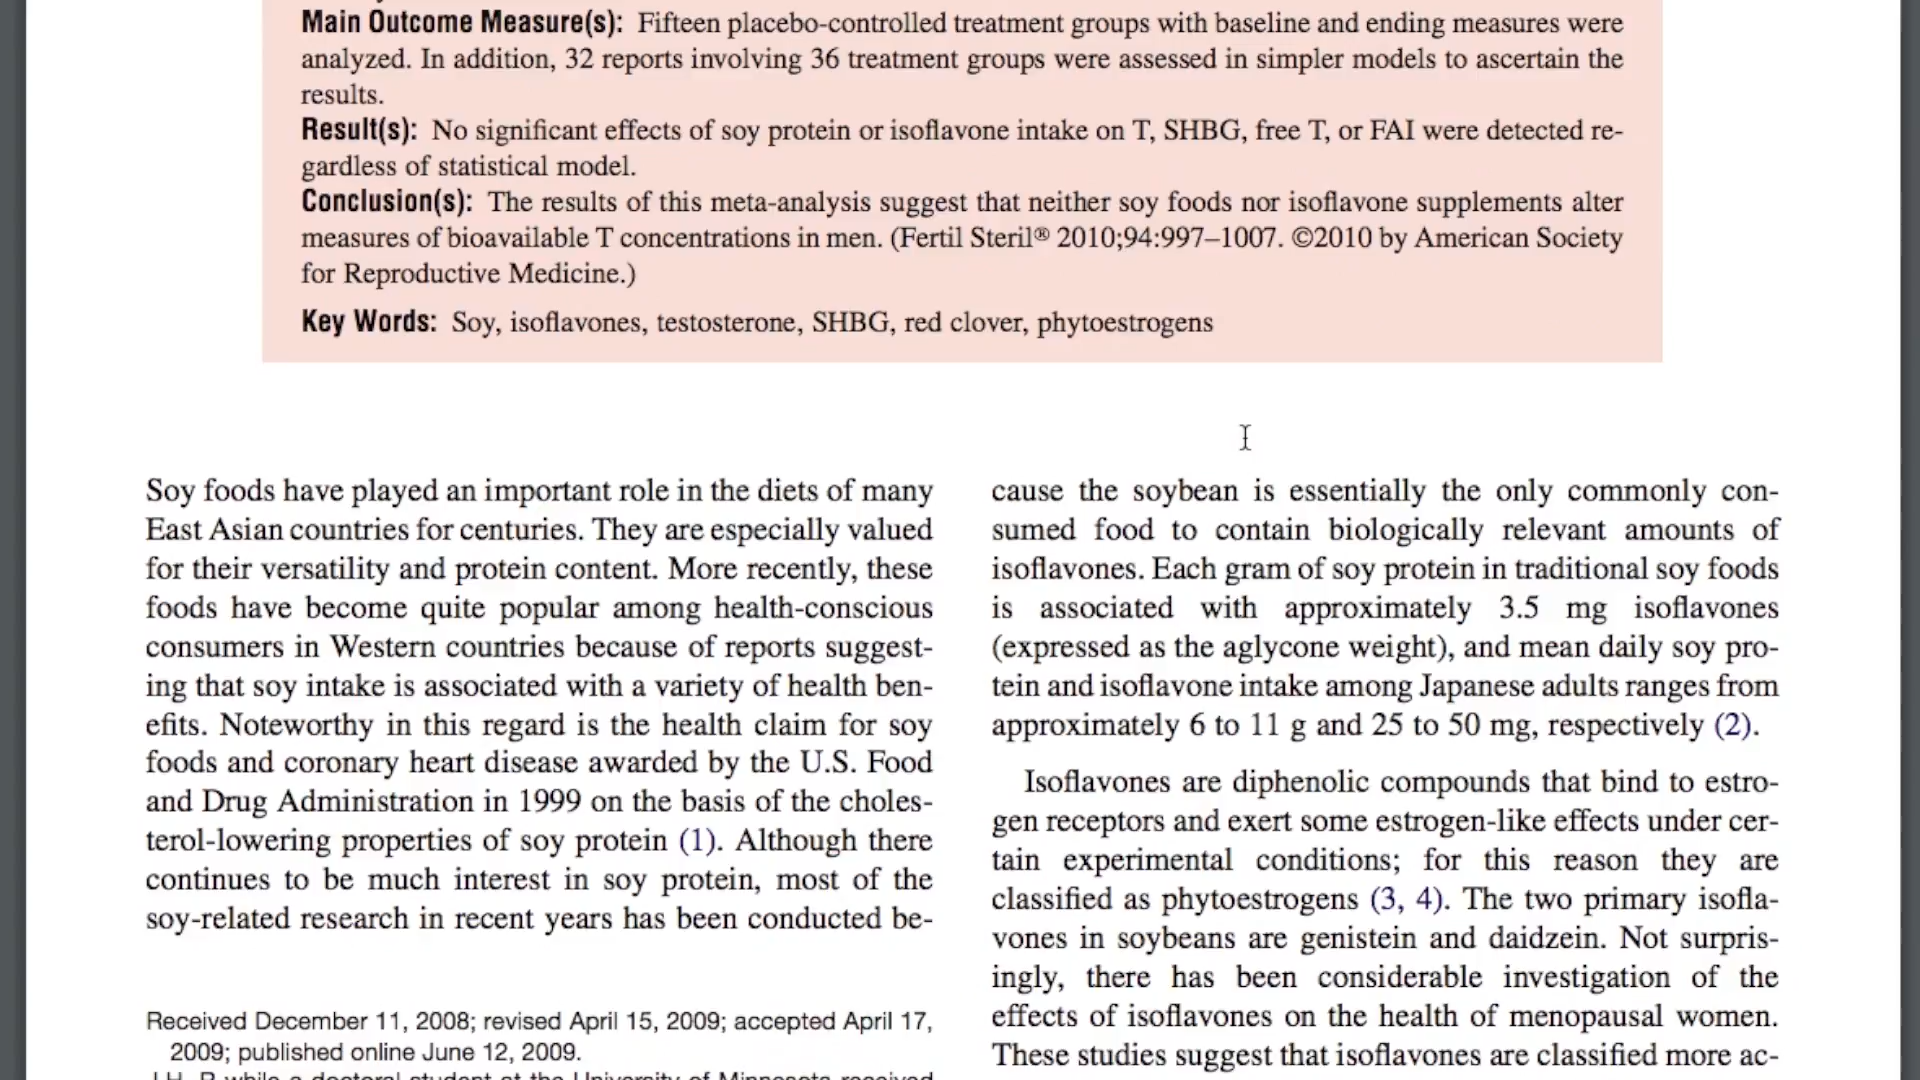 Main Outcome Measure(s): Fifteen placebo-controlled treatment groups with baseline and ending measures were
analyzed. In addition, 32 reports involving 36 treatment groups were assessed in simpler models to ascertain the
results.
Result(s): No significant effects of soy protein or isoflavone intake on T, SHBG, free T, or FAI were detected re-
gardless of statistical model.
Conclusion(s): The results of this meta-analysis suggest that neither soy foods nor isoflavone supplements alter
measures of bioavailable T concentrations in men. (Fertil Steril® 2010;94:997–1007. ©2010 by American Society
for Reproductive Medicine.)
Key Words: Soy, isoflavones, testosterone, SHBG, red clover, phytoestrogens
Soy foods have played an important role in the diets of many
East Asian countries for centuries. They are especially valued
for their versatility and protein content. More recently, these
foods have become quite popular among health-conscious
consumers in Western countries because of reports suggest-
ing that soy intake is associated with a variety of health ben-
efits. Noteworthy in this regard is the health claim for soy
foods and coronary heart disease awarded by the U.S. Food
and Drug Administration in 1999 on the basis of the choles-
terol-lowering properties of soy protein (1). Although there
continues to be much interest in soy protein, most of the
soy-related research in recent years has been conducted be-
Received December 11, 2008; revised April 15, 2009; accepted April 17,
2009; published online June 12, 2009.
J.H. R while a doctoral student at the University of Minnesota received
cause the soybean is essentially the only commonly con-
sumed food to contain biologically relevant amounts of
isoflavones. Each gram of soy protein in traditional soy foods
is associated with approximately 3.5 mg isoflavones
(expressed as the aglycone weight), and mean daily soy pro-
tein and isoflavone intake among Japanese adults ranges from
approximately 6 to 11 g and 25 to 50 mg, respectively (2).
Isoflavones are diphenolic compounds that bind to estro-
gen receptors and exert some estrogen-like effects under cer-
tain experimental conditions; for this reason they are
classified as phytoestrogens (3, 4). The two primary isofla-
vones in soybeans are genistein and daidzein. Not surpris-
ingly, there has been considerable investigation of the
effects of isoflavones on the health of menopausal women.
These studies suggest that isoflavones are classified more ac-